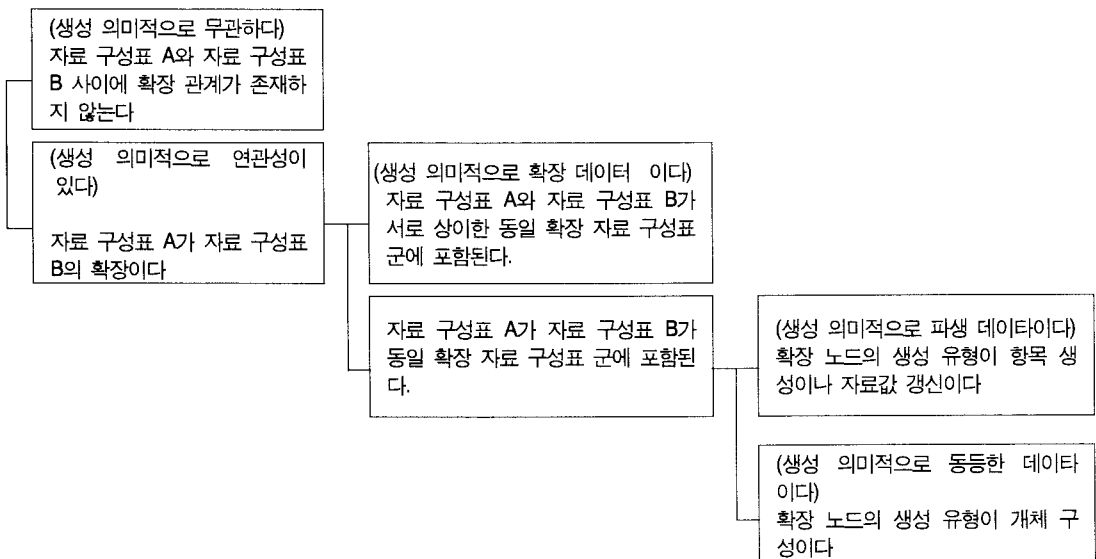 (생성 의미적으로 무관하다)
자료 구성표 A와 자료 구성표
B 사이에 확장 관계가 존재하
지 않는다
(생성 의미적으로 연관성이
있다)
자료 구성표 A가 자료 구성표
B의 확장이다
(생성 의미적으로 확장 데이터 이다)
자료 구성표 A와 자료 구성표 B가
서로 상이한 동일 확장 자료 구성표
군에 포함된다.
자료 구성표 A가 자료 구성표 B가
동일 확장 자료 구성표 군에 포함된
다.
(생성 의미적으로 파생 데이타이다)
확장 노드의 생성 유형이 항목 생
성이나 자료값 갱신이다
(생성 의미적으로 동등한 데이타
이다)
확장 노드의 생성 유형이 개체 구
성이다